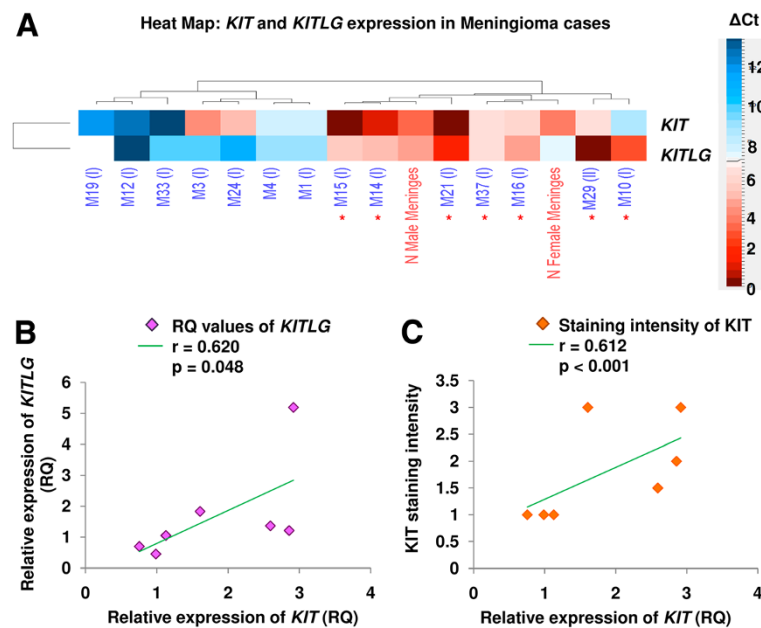 A
Heat Map: KIT and KITLG expression in Meningioma cases
ΔCt
12
10
8
6
4
2
0
KIT
KITLG
M19 (I)
M12 (I)
M33 (I)
M3 (I)
M24 (I)
M4 (I)
M1 (I)
M15 (I)
*
M14 (I)
*
N Male Meninges
M21 (I)
*
M37 (I)
*
M16 (I)
*
N Female Meninges
M29 (II)
*
M10 (I)
*
B
RQ values of KITLG
r = 0.620
p = 0.048
Relative expression of KITLG
(RQ)
6
5
4
3
2
1
0
0 1 2 3 4
Relative expression of KIT (RQ)
C
Staining intensity of KIT
r = 0.612
p < 0.001
KIT staining intensity
3.5
3
2.5
2
1.5
1
0.5
0
0 1 2 3 4
Relative expression of KIT (RQ)